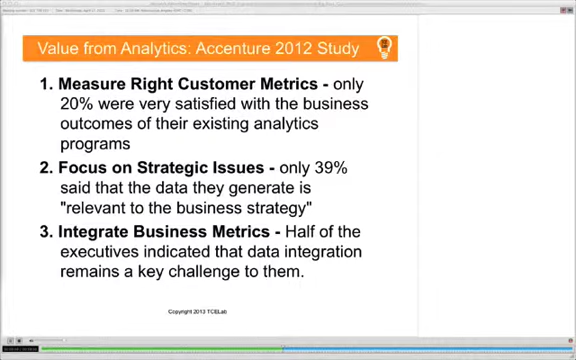 Value from Analytics: Accenture 2012 Study
1. Measure Right Customer Metrics - only
20% were very satisfied with the business
outcomes of their existing analytics
programs
2. Focus on Strategic Issues - only 39%
said that the data they generate is
"relevant to the business strategy"
3. Integrate Business Metrics - Half of the
executives indicated that data integration
remains a key challenge to them.
Copyright 2013 TCELab